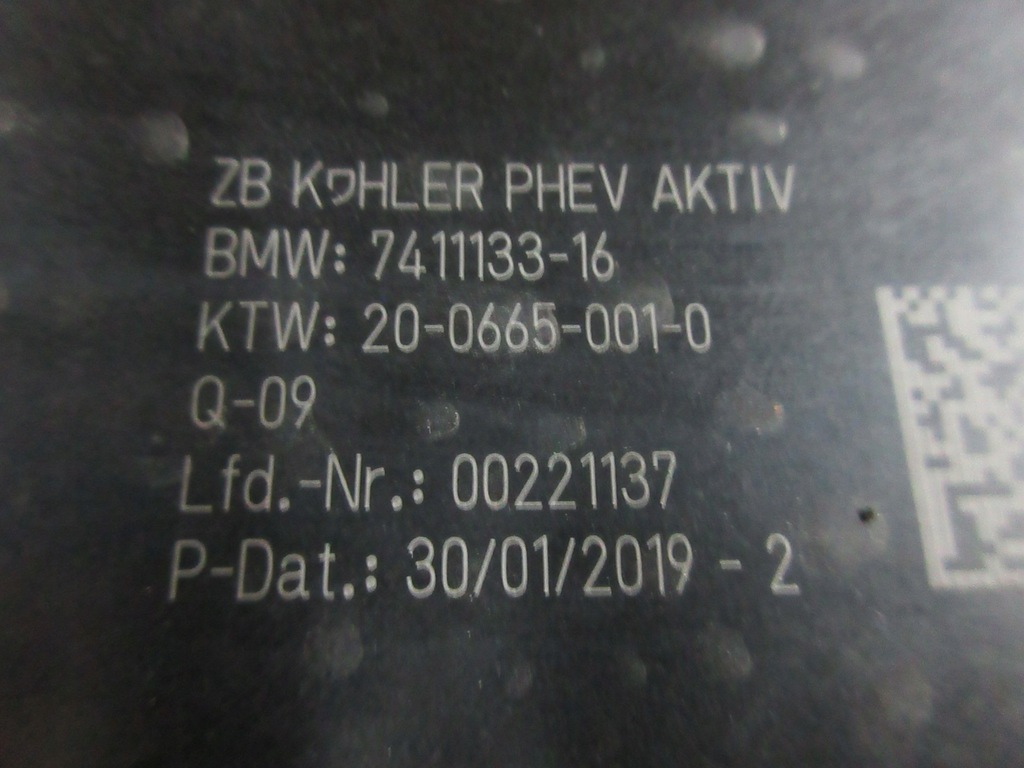 ZB KÜHLER PHEV AKTIV
BMW: 7411133-16
KTW: 20-0665-001-0
Q-09
Lfd.-Nr.: 00221137
P-Dat.: 30/01/2019 - 2